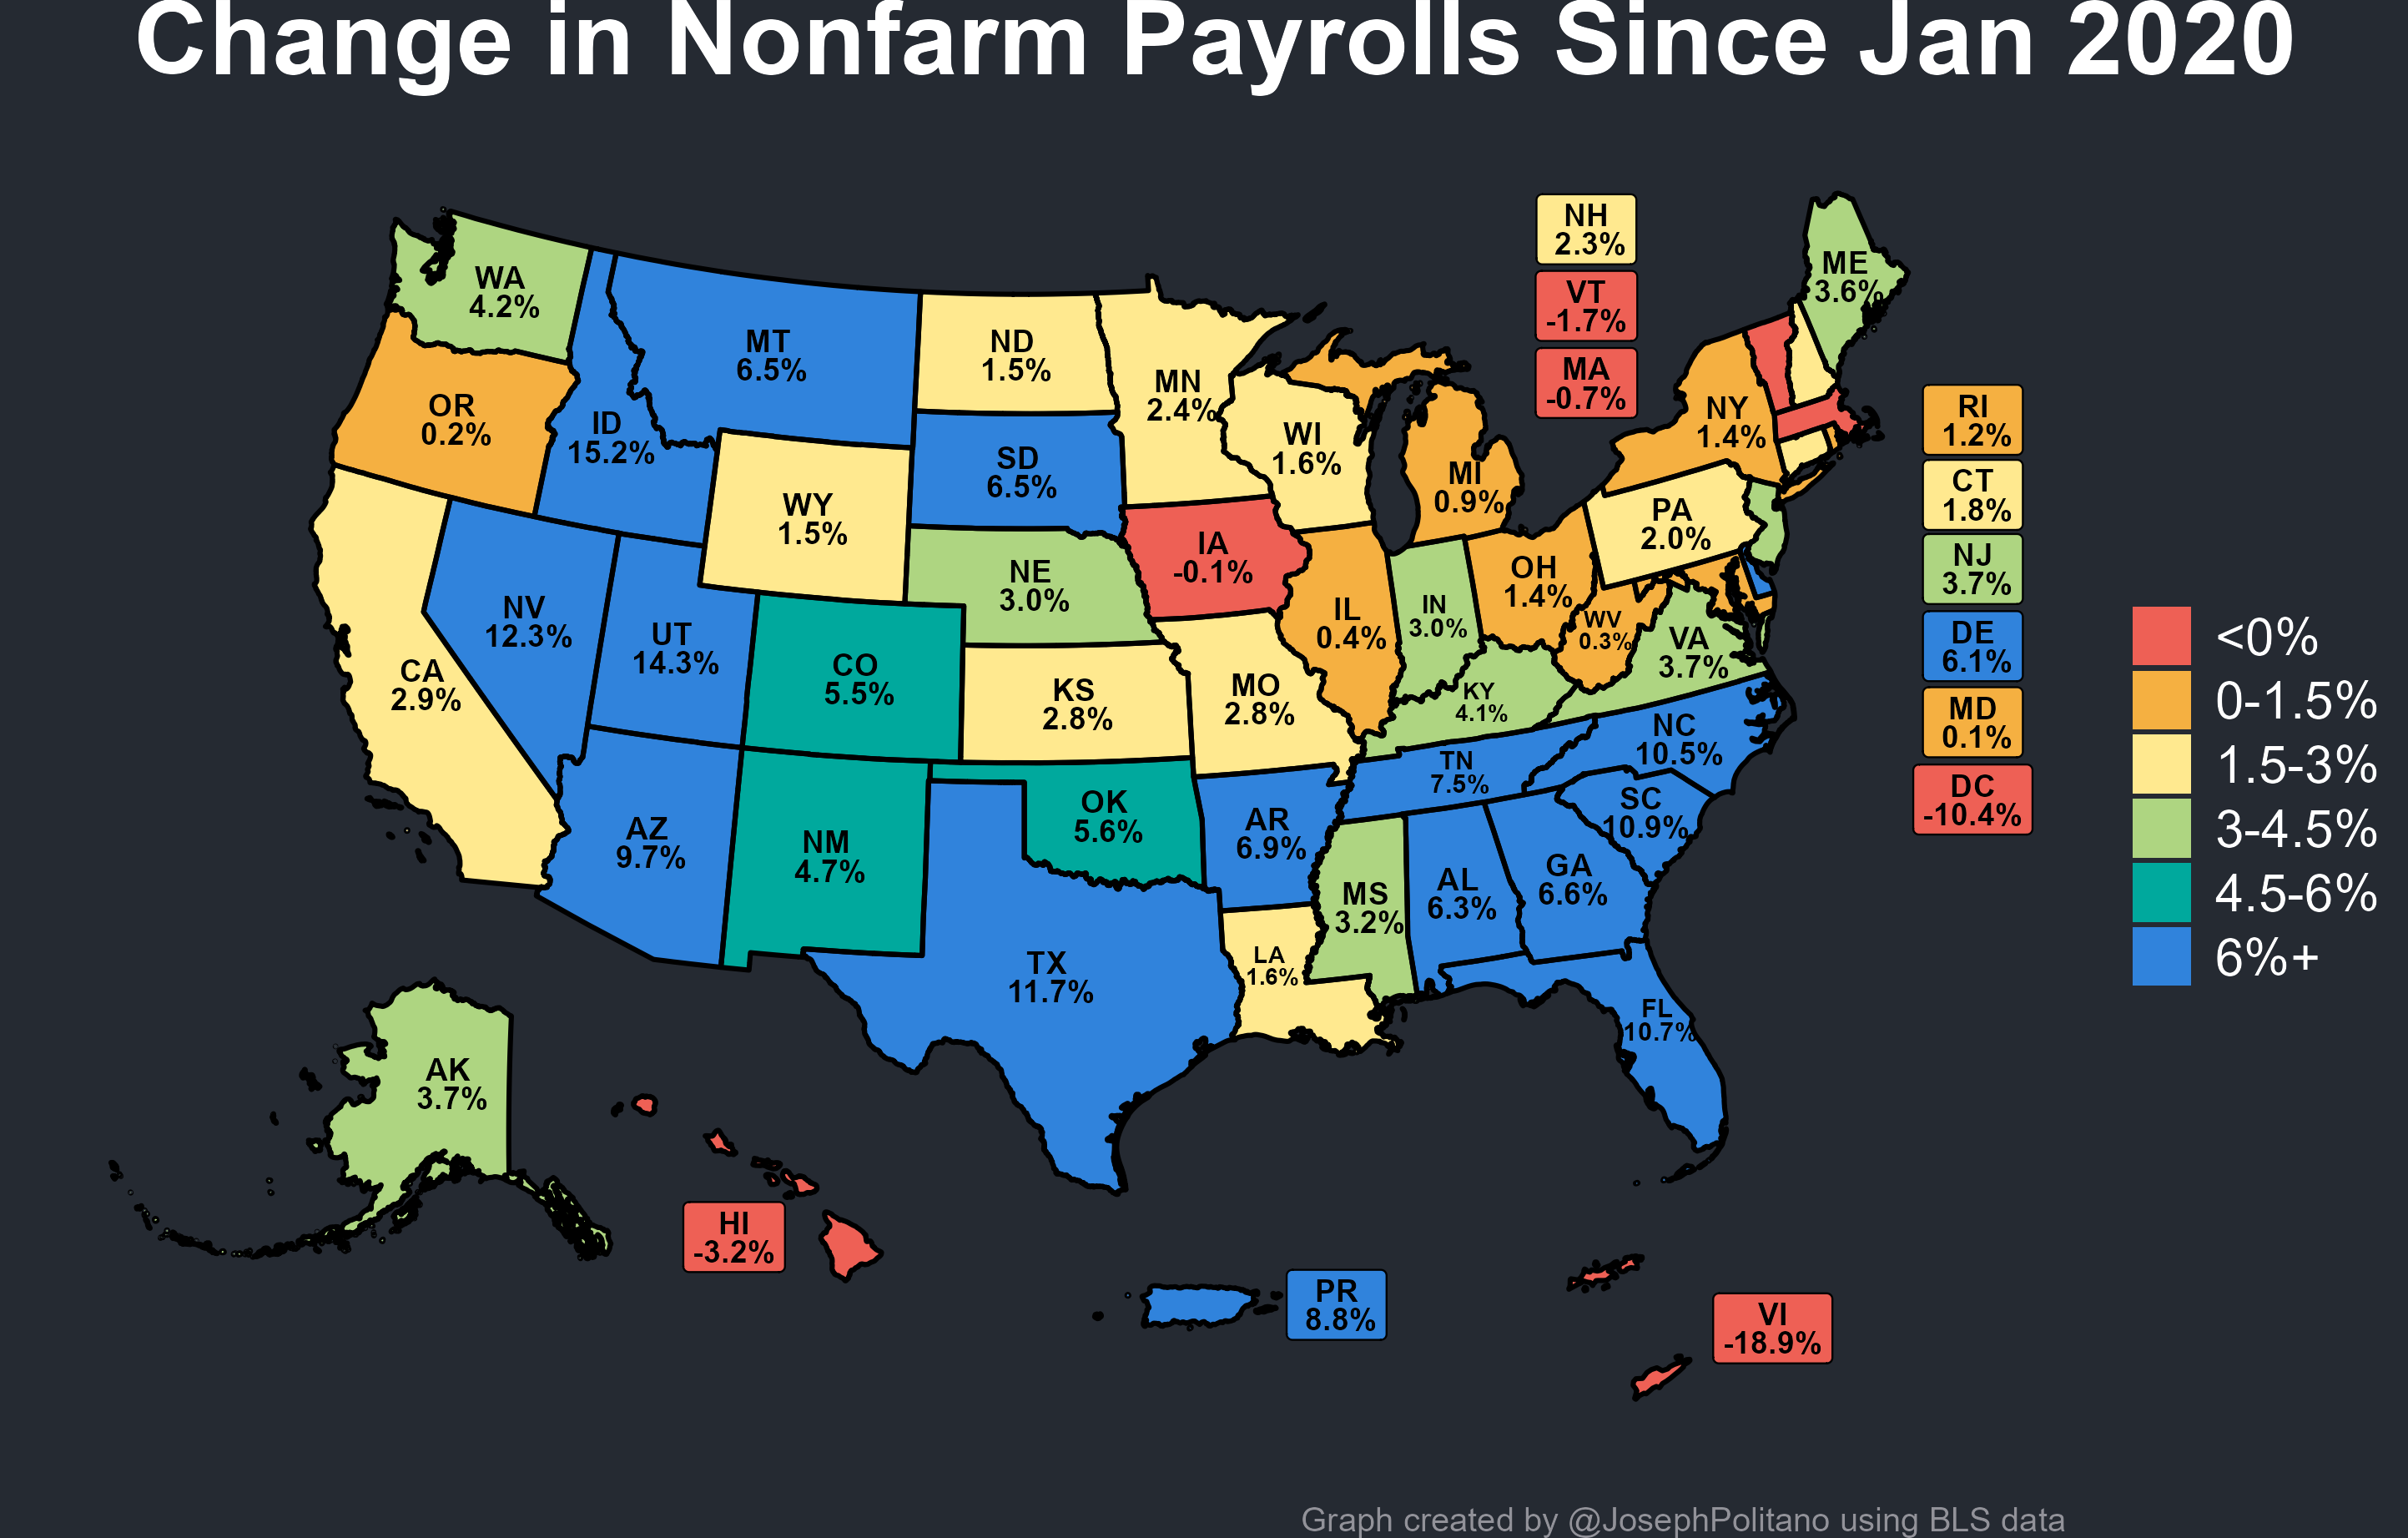 Change in Nonfarm Payrolls Since Jan 2020
NH
2.3%
VT
-1.7%
MA
-0.7%
ME
3.6%
WA
4.2%
OR
0.2%
ID
15.2%
MT
6.5%
ND
1.5%
MN
2.4%
WI
1.6%
MI
0.9%
NY
1.4%
RI
1.2%
CT
1.8%
NJ
3.7%
DE
6.1%
MD
0.1%
DC
-10.4%
SD
6.5%
WY
1.5%
IA
-0.1%
NE
3.0%
PA
2.0%
OH
1.4%
IN
3.0%
IL
0.4%
WV
0.3%
VA
3.7%
KY
4.1%
NV
12.3%
UT
14.3%
CA
2.9%
CO
5.5%
KS
2.8%
MO
2.8%
NC
10.5%
TN
7.5%
SC
10.9%
AZ
9.7%
NM
4.7%
OK
5.6%
AR
6.9%
MS
3.2%
AL
6.3%
GA
6.6%
TX
11.7%
LA
1.6%
FL
10.7%
AK
3.7%
HI
-3.2%
PR
8.8%
VI
-18.9%
<0%
0-1.5%
1.5-3%
3-4.5%
4.5-6%
6%+
Graph created by @JosephPolitano using BLS data